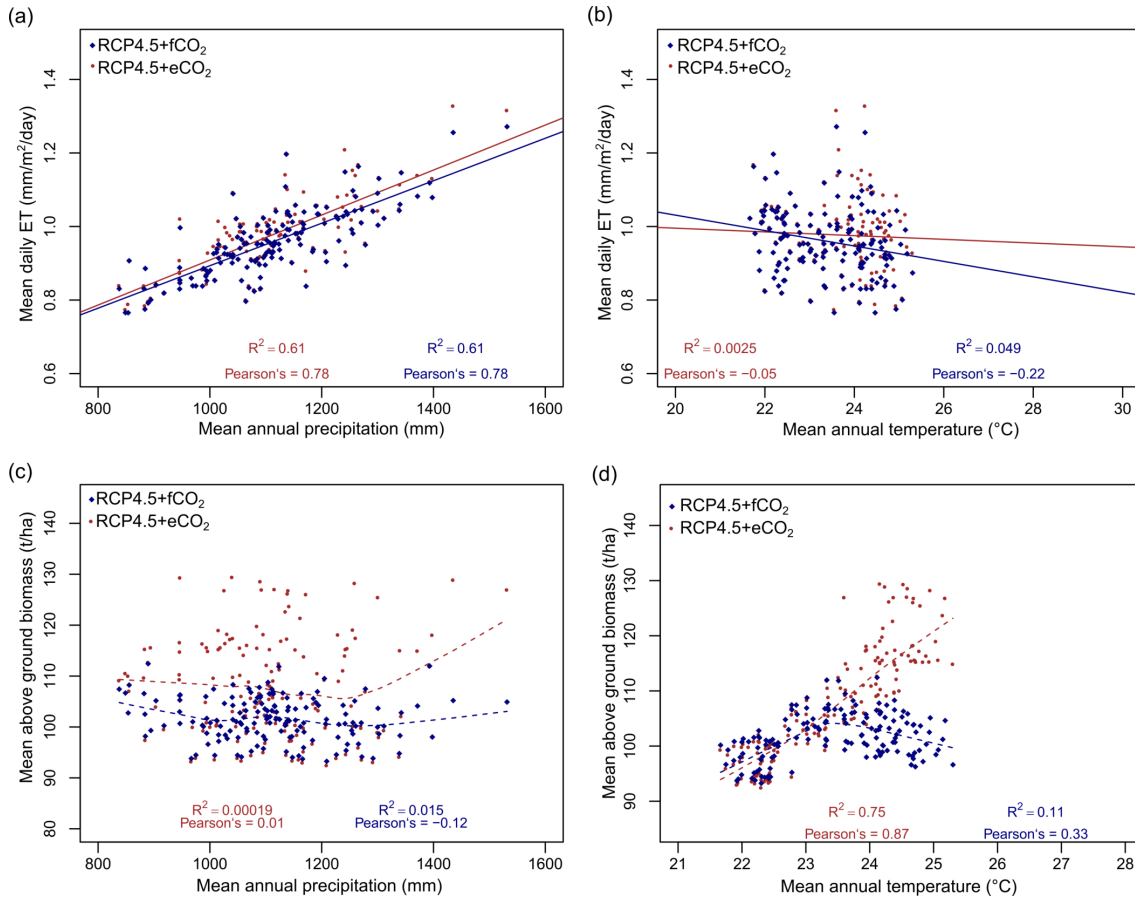 (a)
RCP4.5+fCO₂
RCP4.5+eCO₂
Mean daily ET (mm/m²/day)
1.4
1.2
1.0
0.8
0.6
R² = 0.61
Pearson‘s = 0.78
R² = 0.61
Pearson‘s = 0.78
800 1000 1200 1400 1600
Mean annual precipitation (mm)
(b)
RCP4.5+fCO₂
RCP4.5+eCO₂
Mean daily ET (mm/m²/day)
1.4
1.2
1.0
0.8
0.6
R² = 0.0025
Pearson‘s = −0.05
R² = 0.049
Pearson‘s = −0.22
20 22 24 26 28 30
Mean annual temperature (°C)
(c)
RCP4.5+fCO₂
RCP4.5+eCO₂
Mean above ground biomass (t/ha)
140
130
120
110
100
90
80
R² = 0.00019
Pearson‘s = 0.01
R² = 0.015
Pearson‘s = −0.12
800 1000 1200 1400 1600
Mean annual precipitation (mm)
(d)
RCP4.5+fCO₂
RCP4.5+eCO₂
Mean above ground biomass (t/ha)
140
130
120
110
100
90
R² = 0.75
Pearson‘s = 0.87
R² = 0.11
Pearson‘s = 0.33
21 22 23 24 25 26 27 28
Mean annual temperature (°C)